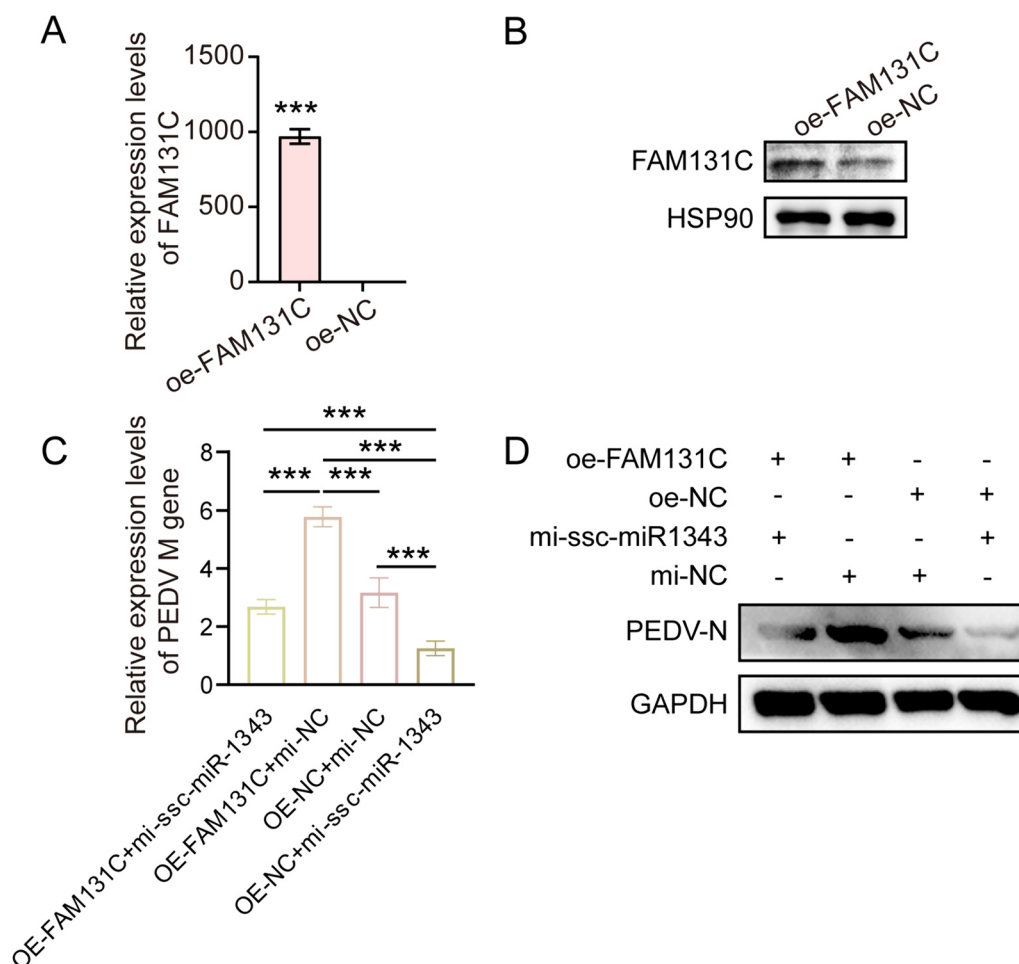 A
Relative expression levels
of FAM131C
1500
1000
500
0
***
oe-FAM131C
oe-NC
B
oe-FAM131C
oe-NC
FAM131C
HSP90
C
Relative expression levels
of PEDV M gene
8
6
4
2
0
***
***
*** ***
***
OE-FAM131C+mi-ssc-miR-1343
OE-FAM131C+mi-NC
OE-NC+mi-NC
OE-NC+mi-ssc-miR-1343
D
oe-FAM131C + + - -
oe-NC - - + +
mi-ssc-miR1343 + - - +
mi-NC - + + -
PEDV-N
GAPDH